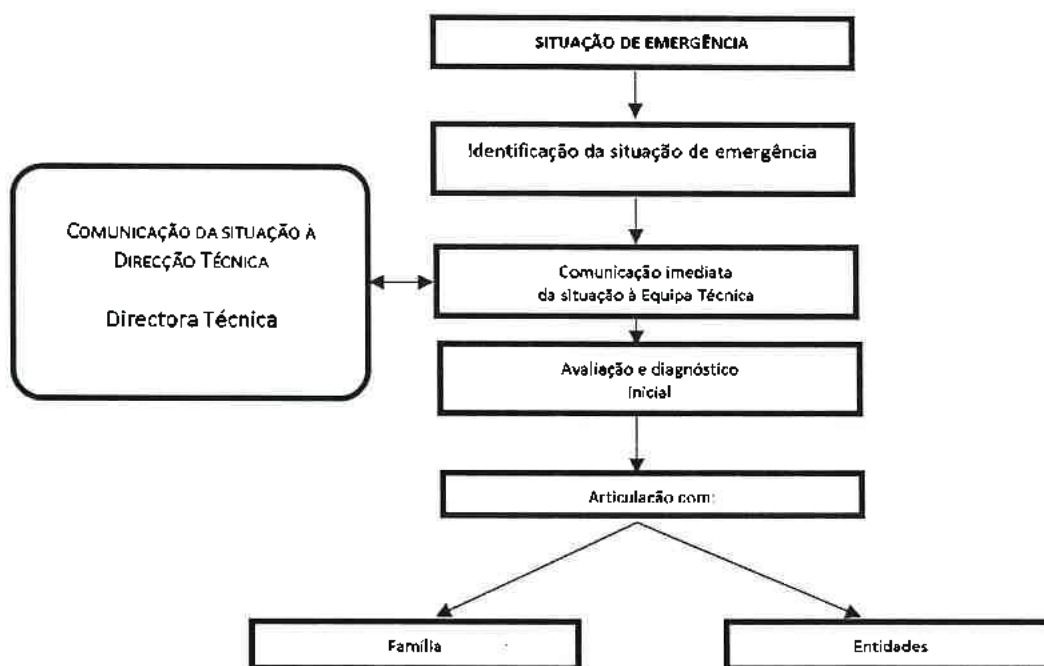 SITUAÇÃO DE EMERGÊNCIA
Identificação da situação de emergência
COMUNICAÇÃO DA SITUAÇÃO À
DIRECÇÃO TÉCNICA
Directora Técnica
Comunicação imediata
da situação à Equipa Técnica
Avaliação e diagnóstico
Inicial
Articulação com:
Família
Entidades